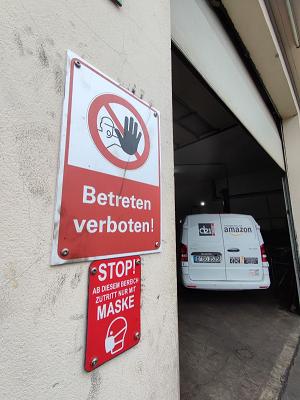 Betreten
verboten!
STOP!
AB DIESEM BEREICH
ZUTRITT NUR MIT
MASKE
amazon